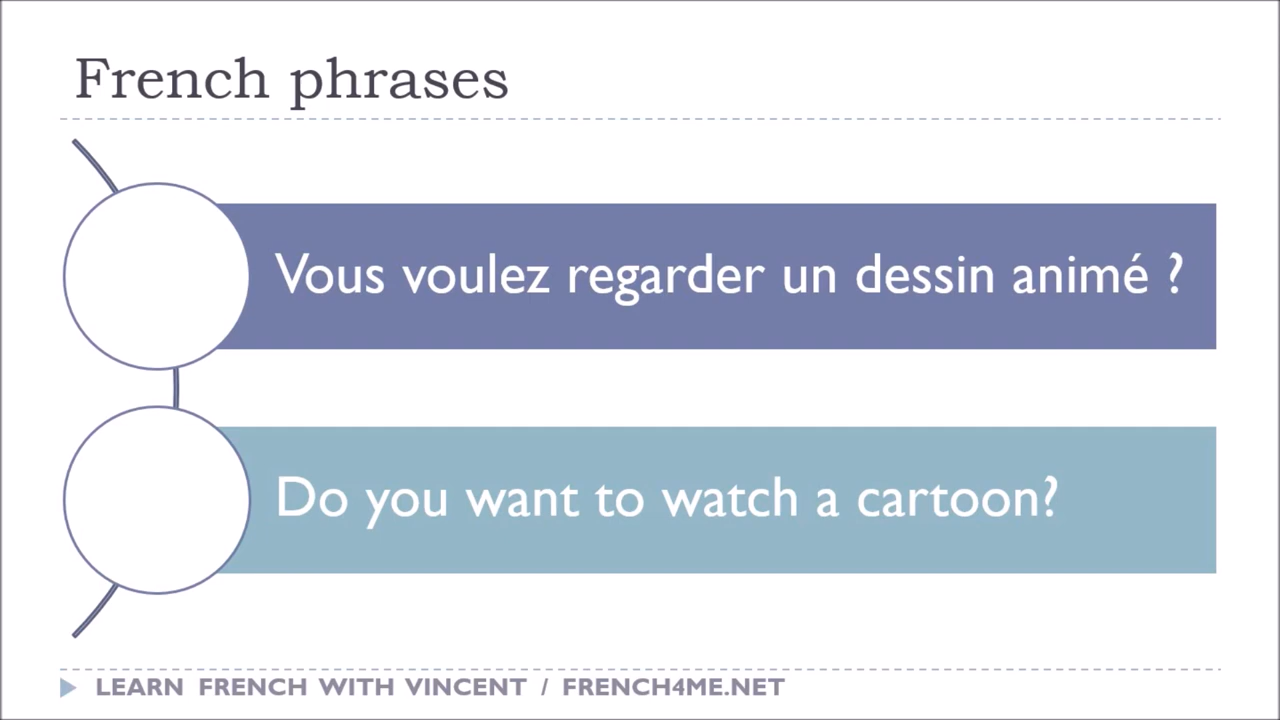 French phrases
Vous voulez regarder un dessin animé ?
Do you want to watch a cartoon?
LEARN FRENCH WITH VINCENT / FRENCH4ME.NET